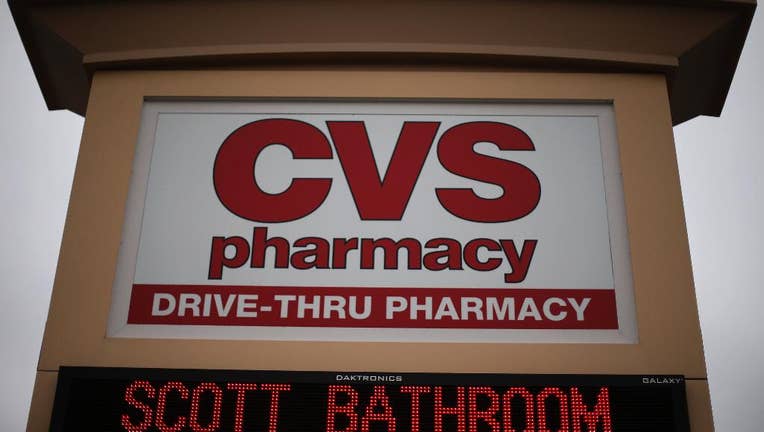 CVS
pharmacy
DRIVE-THRU PHARMACY
DAKTRONICS GALAXY
SCOTT BATHROOM